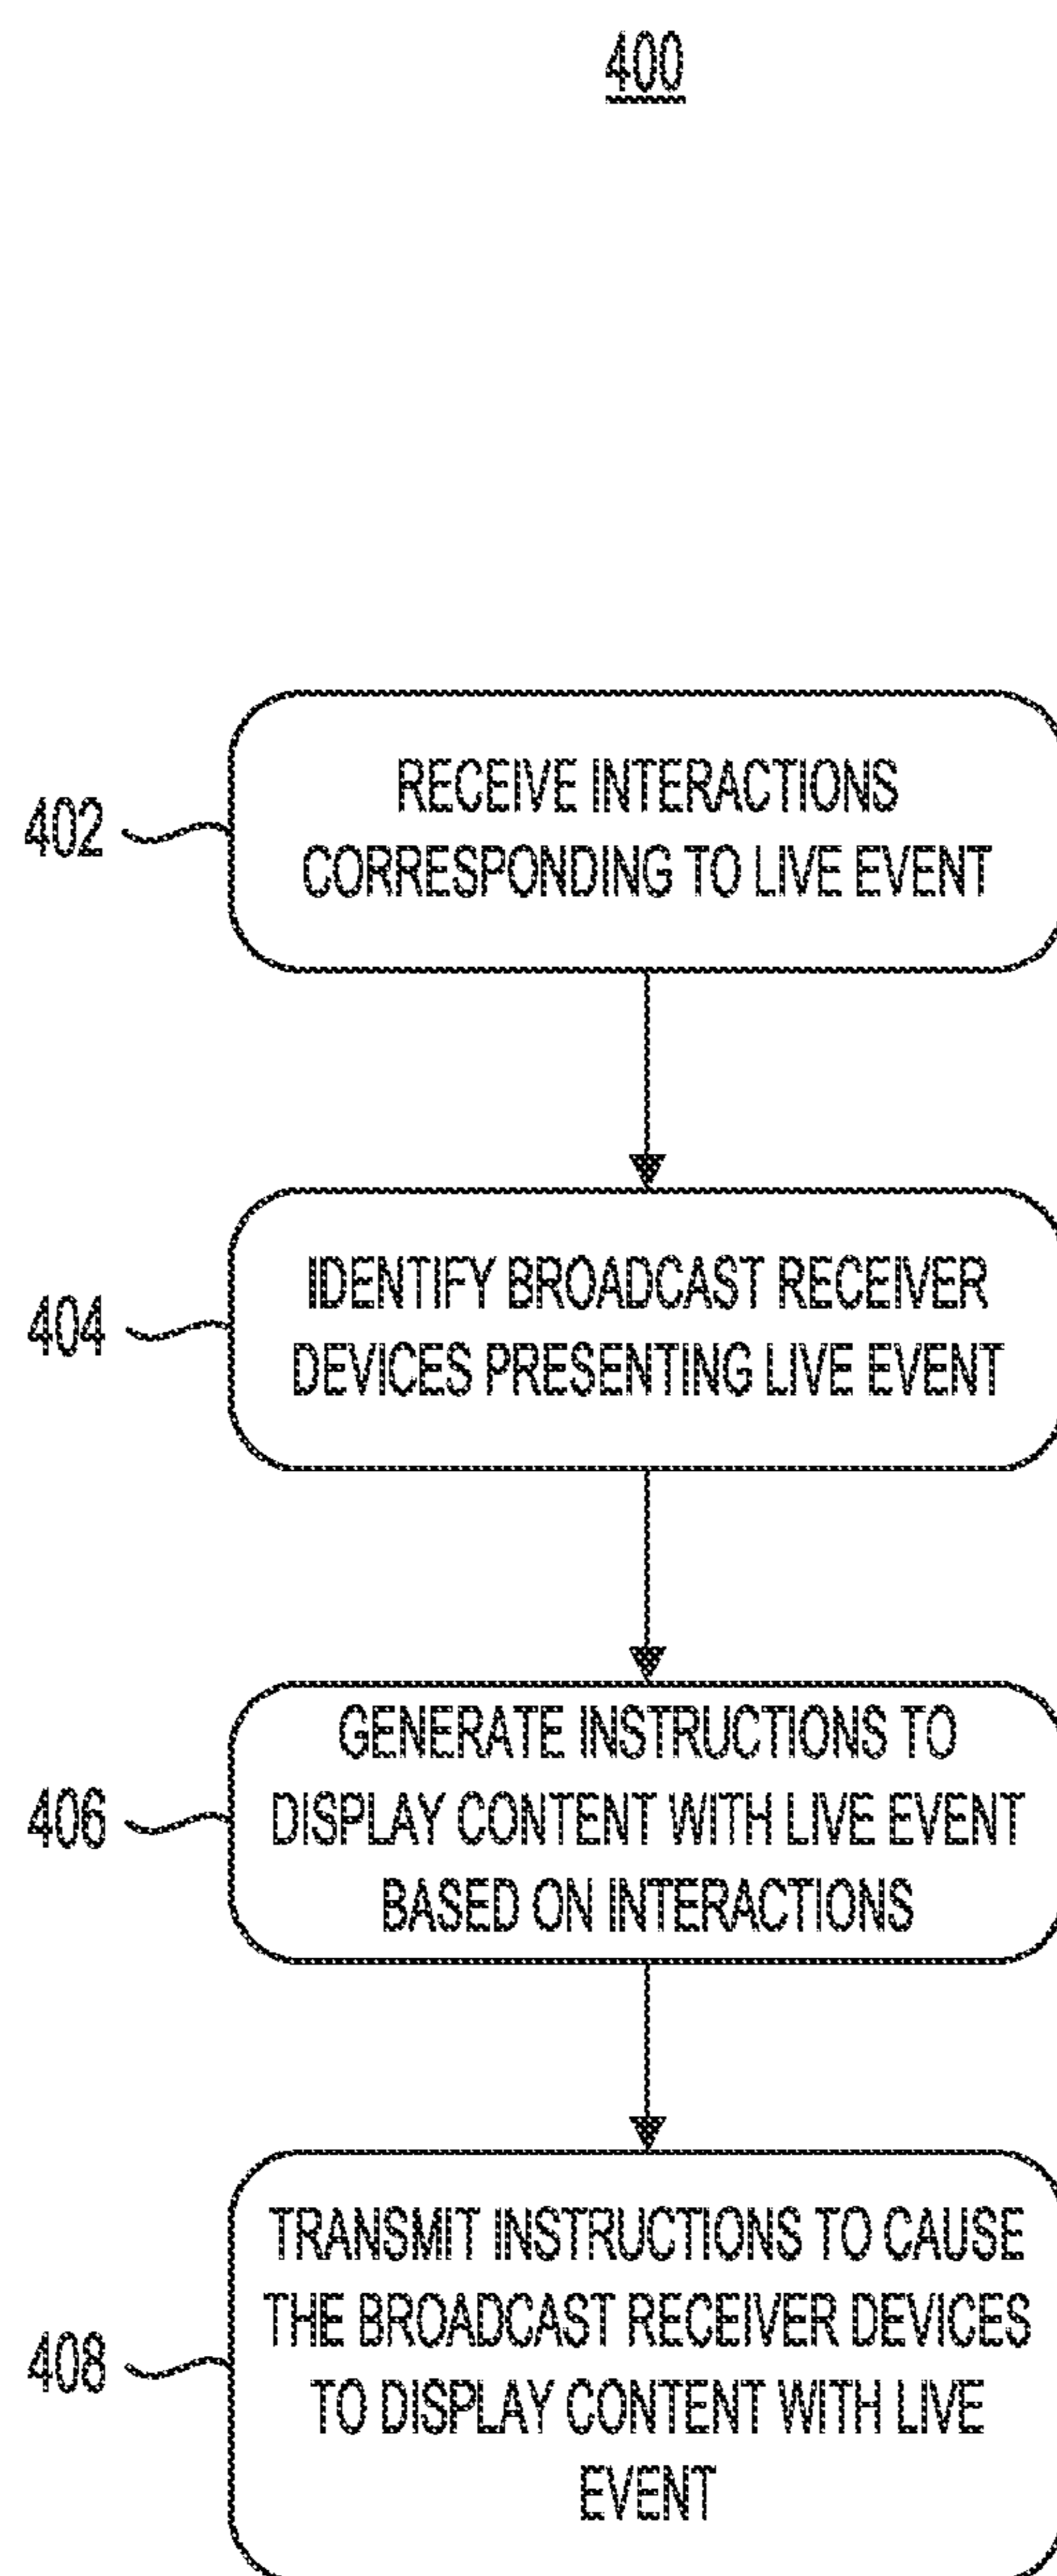 400
402
RECEIVE INTERACTIONS
CORRESPONDING TO LIVE EVENT
404
IDENTIFY BROADCAST RECEIVER
DEVICES PRESENTING LIVE EVENT
406
GENERATE INSTRUCTIONS TO
DISPLAY CONTENT WITH LIVE EVENT
BASED ON INTERACTIONS
408
TRANSMIT INSTRUCTIONS TO CAUSE
THE BROADCAST RECEIVER DEVICES
TO DISPLAY CONTENT WITH LIVE
EVENT